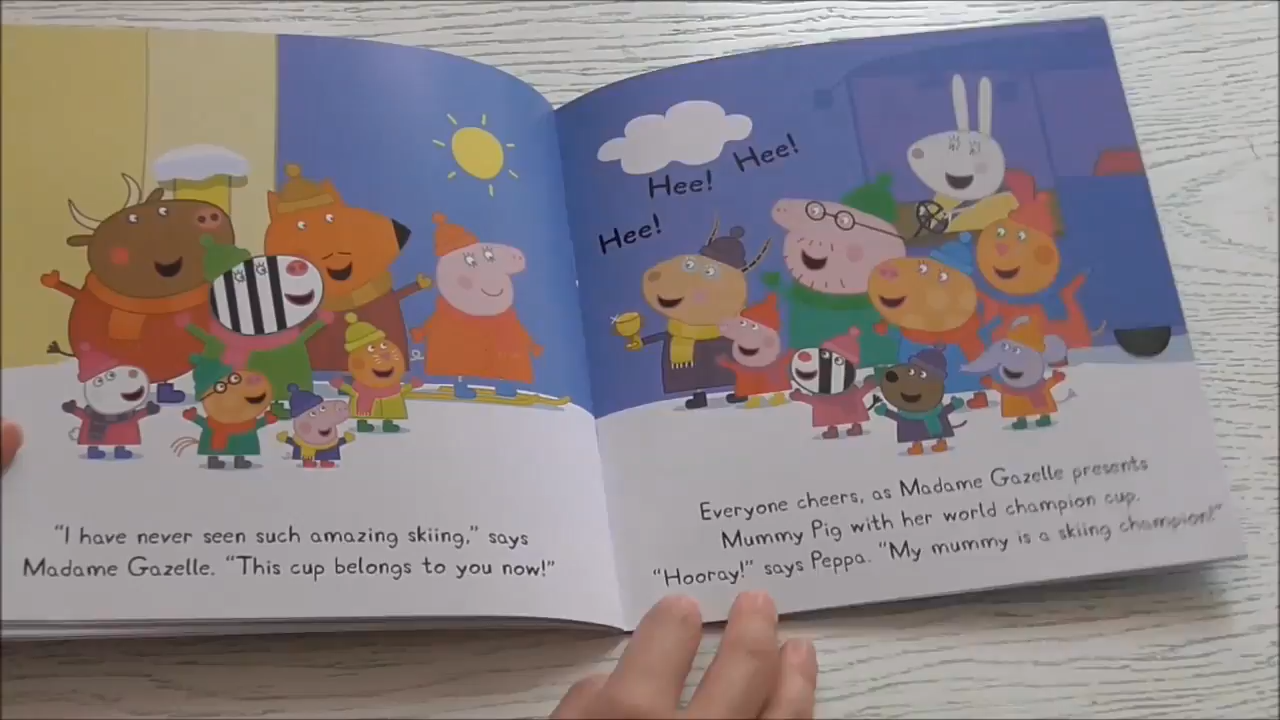 "I have never seen such amazing skiing," says
Madame Gazelle. "This cup belongs to you now!"
Hee! Hee! Hee!
Everyone cheers, as Madame Gazelle presents
Mummy Pig with her world champion cup.
"Hooray!" says Peppa. "My mummy is a skiing champion!"